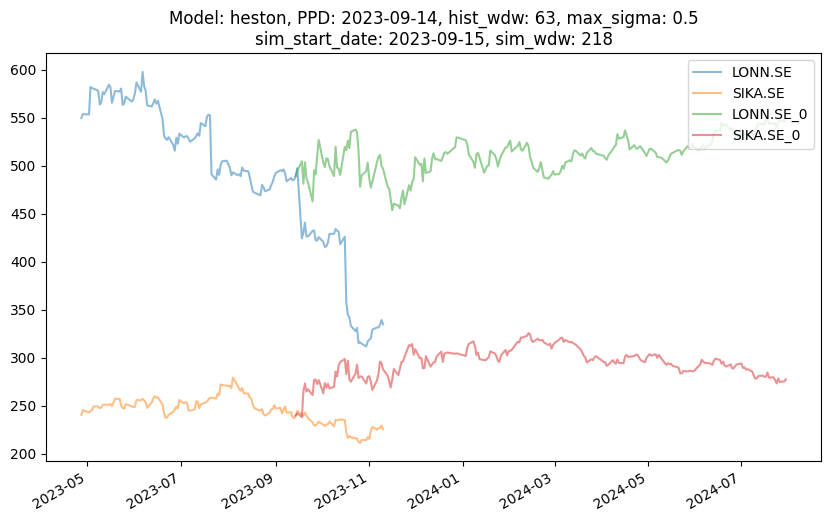 Model: heston, PPD: 2023-09-14, hist_wdw: 63, max_sigma: 0.5
sim_start_date: 2023-09-15, sim_wdw: 218
LONN.SE
SIKA.SE
LONN.SE_0
SIKA.SE_0
600
550
500
450
400
350
300
250
200
2023-05
2023-07
2023-09
2023-11
2024-01
2024-03
2024-05
2024-07